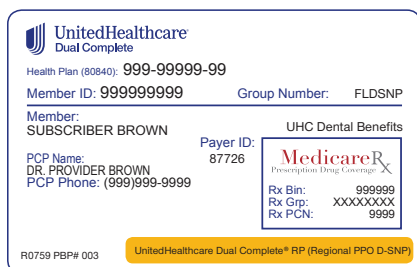 UnitedHealthcare
Dual Complete
Health Plan (80840): 999-99999-99
Member ID: 999999999 Group Number: FLDSNP
Member:
SUBSCRIBER BROWN
UHC Dental Benefits
Payer ID:
87726
PCP Name:
DR. PROVIDER BROWN
PCP Phone: (999)999-9999
MedicareRx
Prescription Drug Coverage
Rx Bin: 999999
Rx Grp: XXXXXXXX
Rx PCN: 9999
R0759 PBP# 003
UnitedHealthcare Dual Complete® RP (Regional PPO D-SNP)